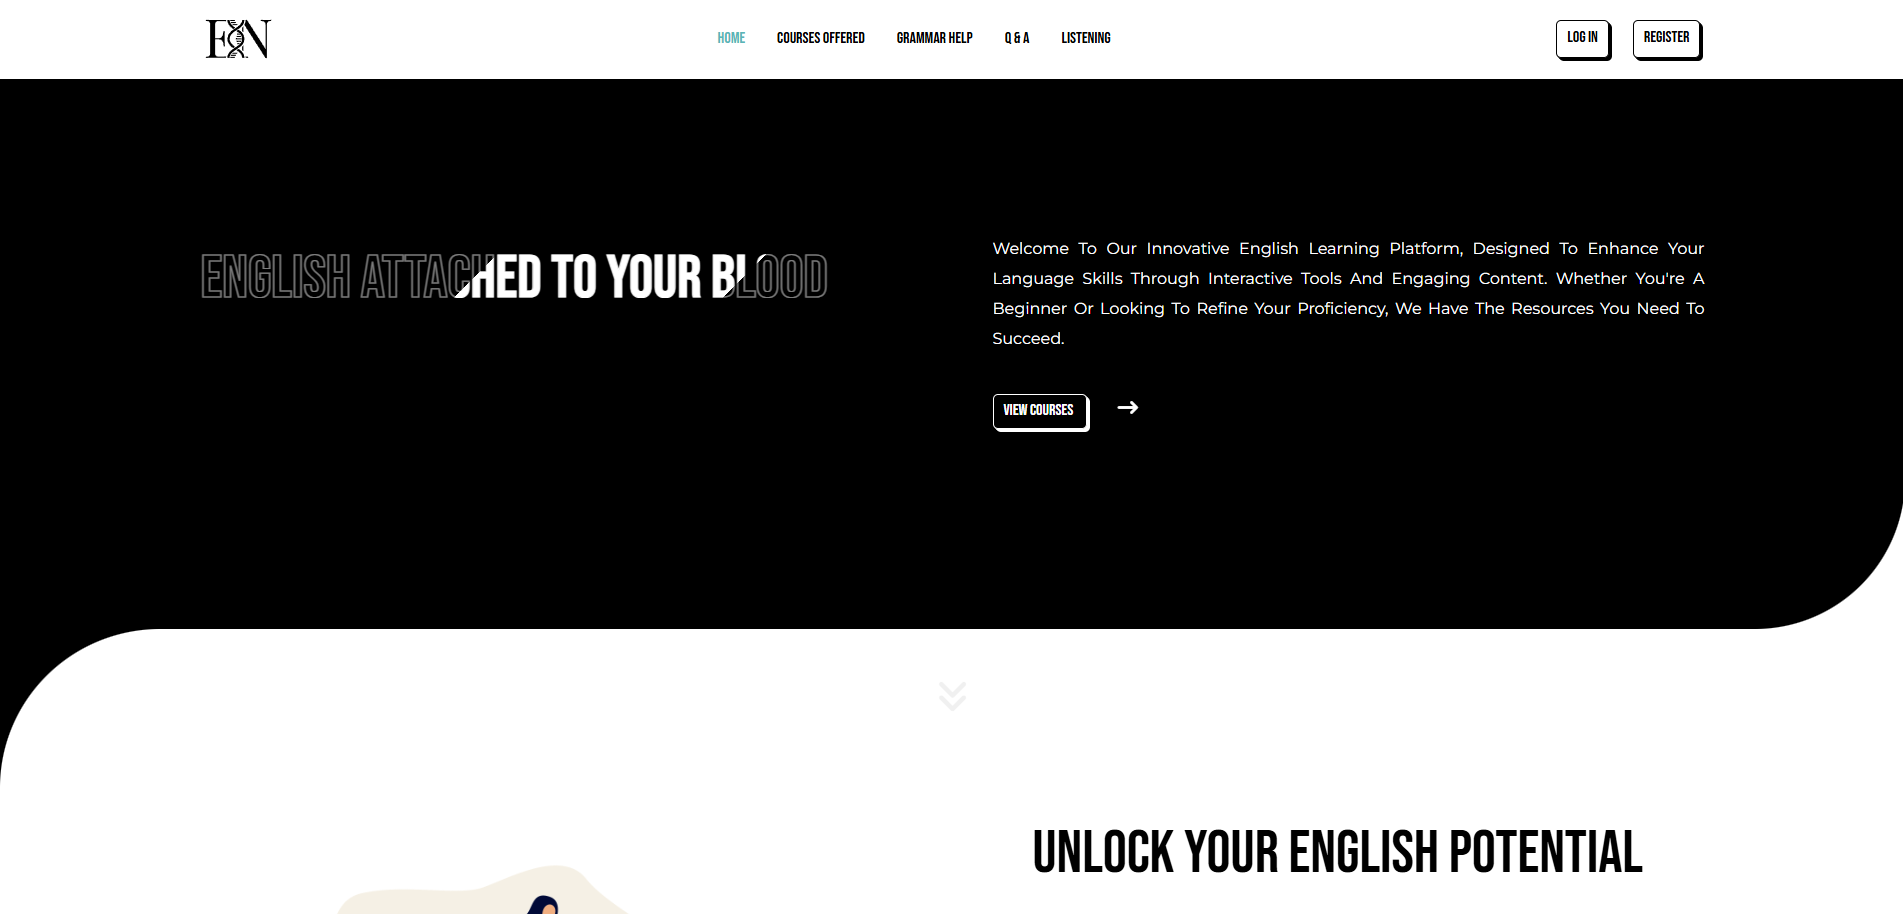 EN
HOME
COURSES OFFERED
GRAMMAR HELP
Q & A
LISTENING
LOG IN
REGISTER
ENGLISH ATTACHED TO YOUR BLOOD
Welcome To Our Innovative English Learning Platform, Designed To Enhance Your
Language Skills Through Interactive Tools And Engaging Content. Whether You're A
Beginner Or Looking To Refine Your Proficiency, We Have The Resources You Need To
Succeed.
VIEW COURSES
UNLOCK YOUR ENGLISH POTENTIAL